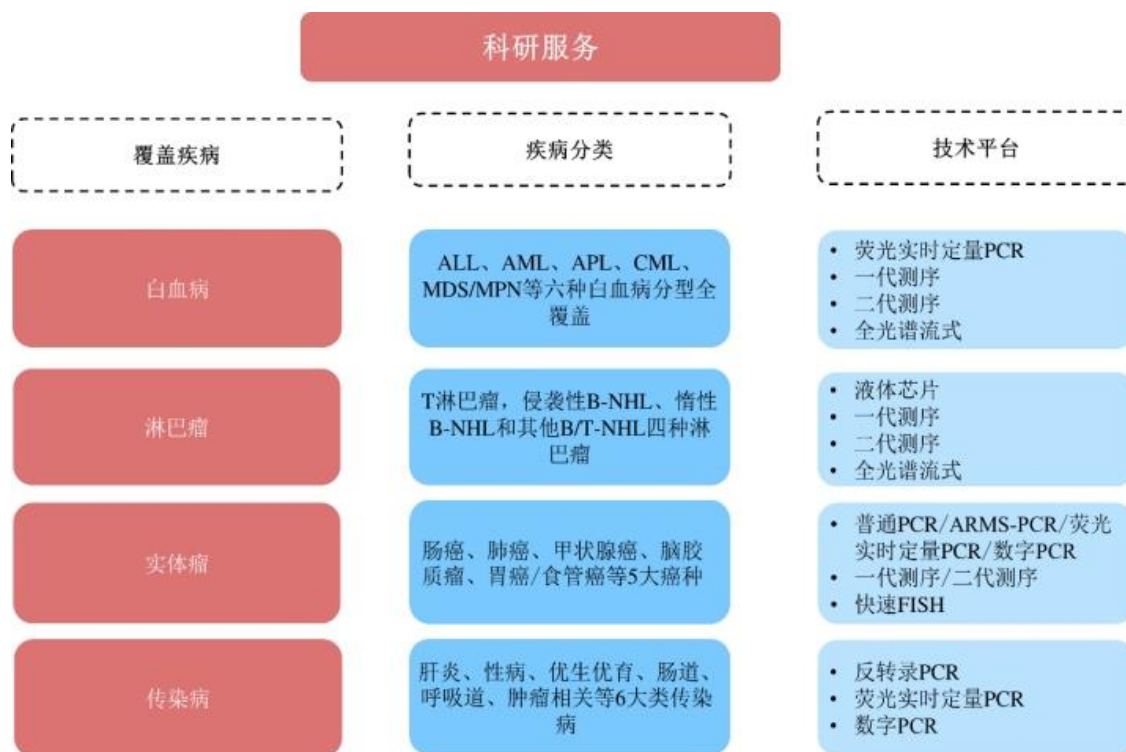 科研服务
覆盖疾病
疾病分类
技术平台
白血病
ALL、AML、APL、CML、
MDS/MPN等六种白血病分型全
覆盖
• 荧光实时定量PCR
• 一代测序
• 二代测序
• 全光谱流式
淋巴瘤
T淋巴瘤，侵袭性B-NHL、惰性
B-NHL和其他B/T-NHL四种淋
巴瘤
• 液体芯片
• 一代测序
• 二代测序
• 全光谱流式
实体瘤
肠癌、肺癌、甲状腺癌、脑胶
质瘤、胃癌/食管癌等5大癌种
• 普通PCR/ARMS-PCR/荧光
实时定量PCR/数字PCR
• 一代测序/二代测序
• 快速FISH
传染病
肝炎、性病、优生优育、肠道、
呼吸道、肿瘤相关等6大类传染
病
• 反转录PCR
• 荧光实时定量PCR
• 数字PCR